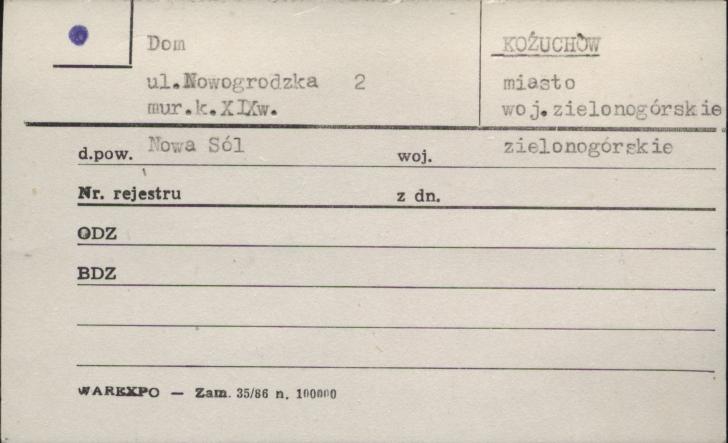 Dom KOŻUCHÓW
ul.Nowogrodzka 2 miasto
mur.k.XIXw. woj.zielonogórskie
d.pow. Nowa Sól woj. zielonogórskie
Nr. rejestru z dn.
ODZ
BDZ
WAREXPO — Zam. 35/86 n. 100000